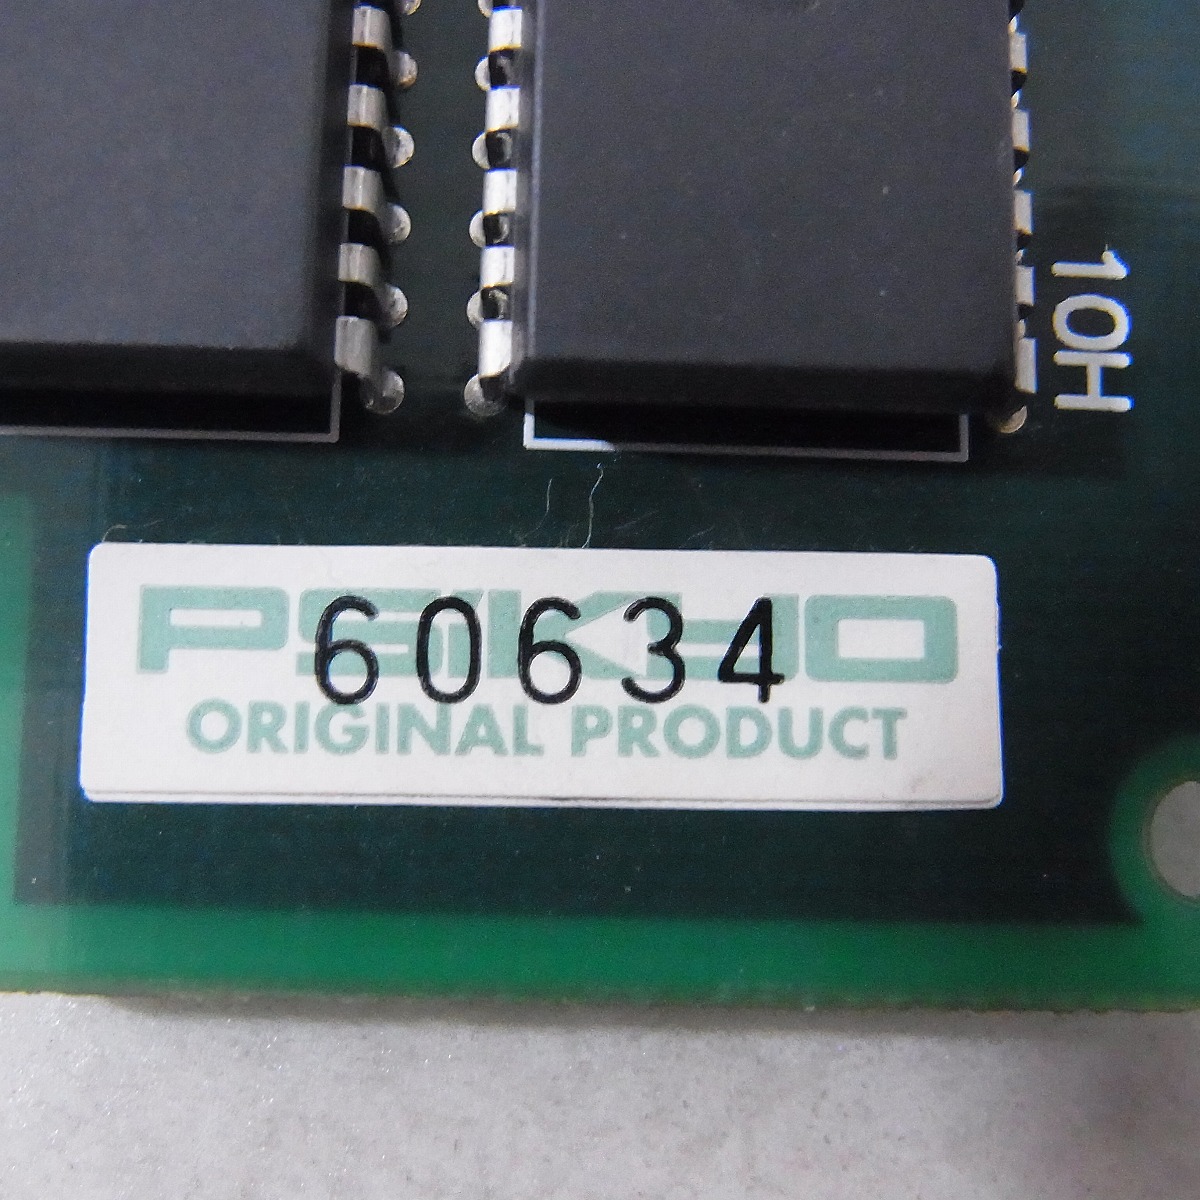 10H
60634
PSIKYO
ORIGINAL PRODUCT